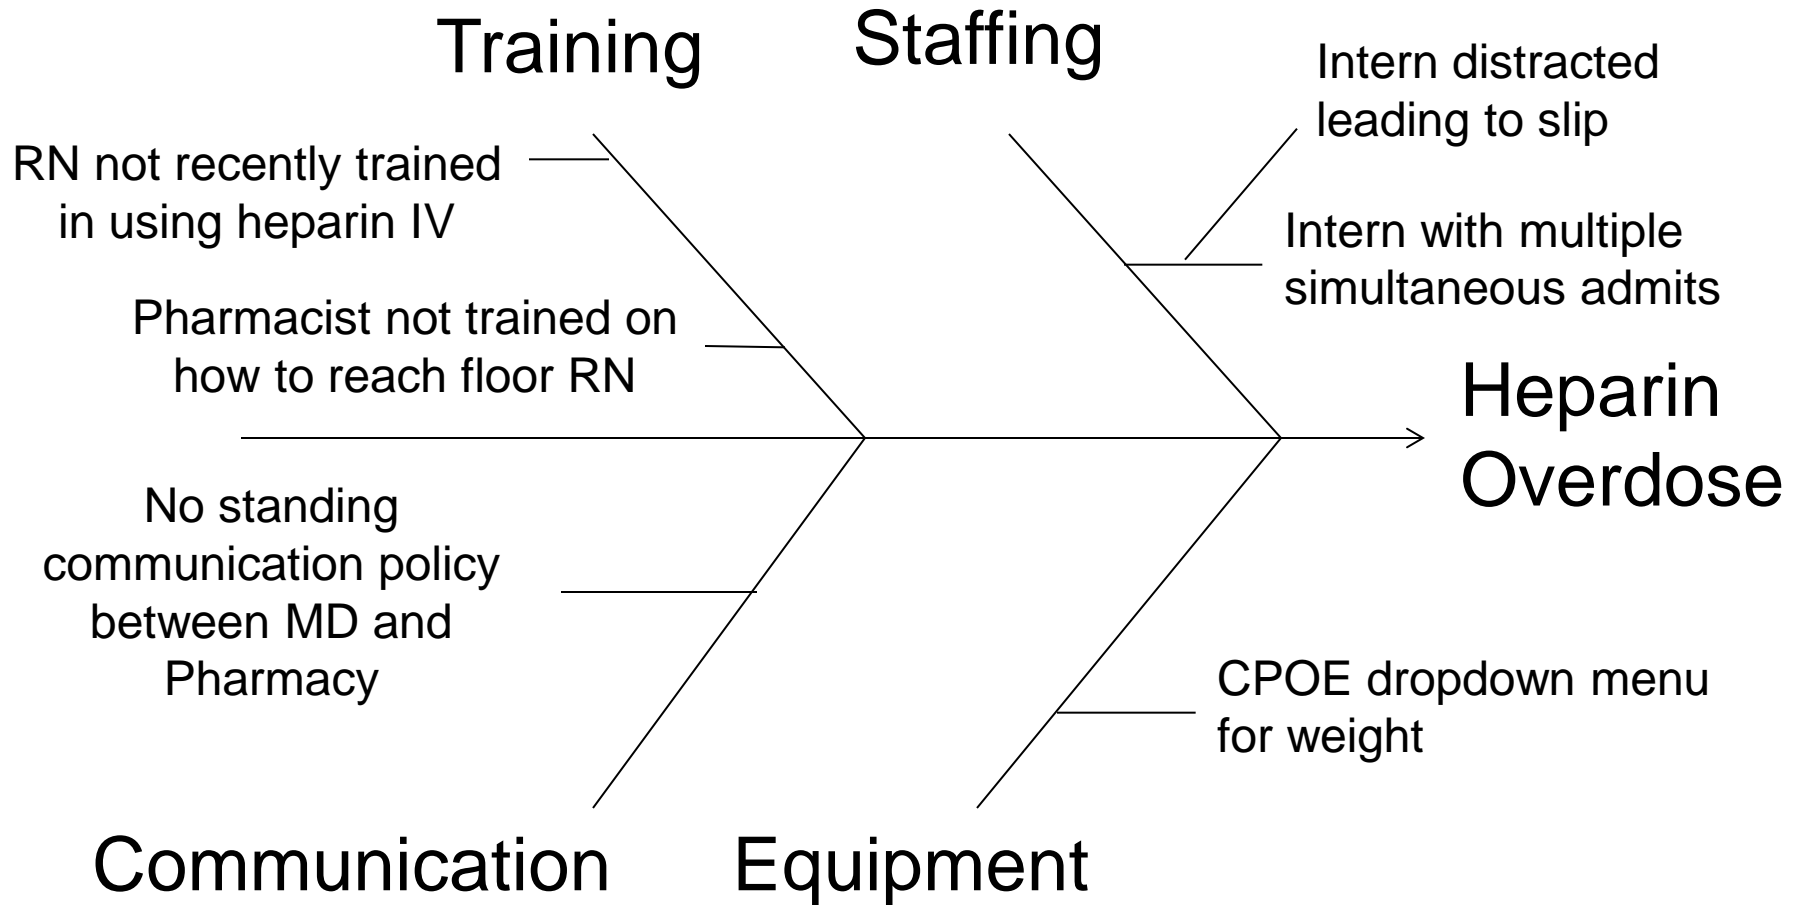 Training
Staffing
Intern distracted
leading to slip
RN not recently trained
in using heparin IV
Intern with multiple
simultaneous admits
Pharmacist not trained on
how to reach floor RN
Heparin
Overdose
No standing
communication policy
between MD and
Pharmacy
CPOE dropdown menu
for weight
Communication
Equipment